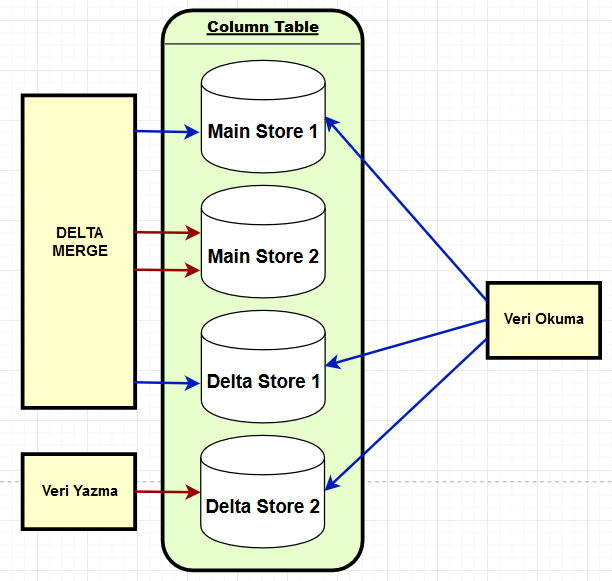 Column Table
Main Store 1
DELTA
MERGE
Main Store 2
Veri Okuma
Delta Store 1
Veri Yazma
Delta Store 2